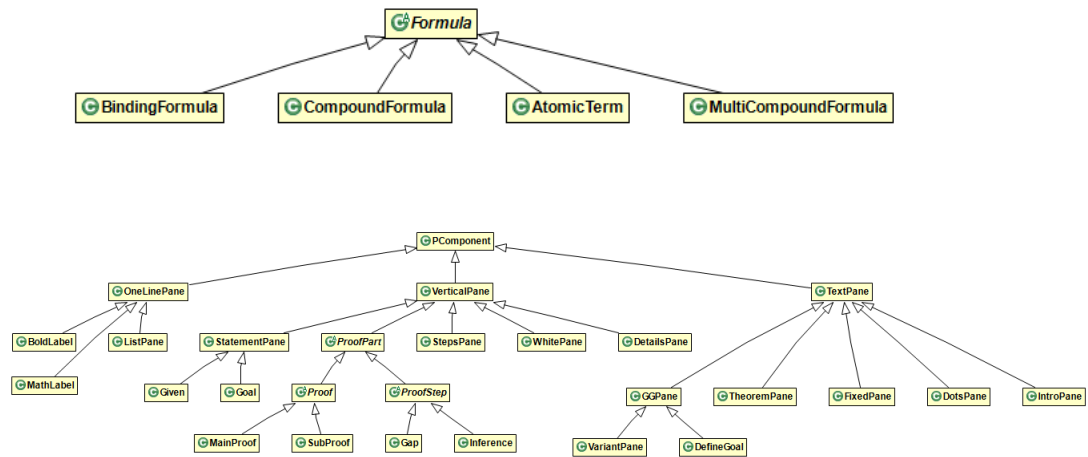 Formula
BindingFormula CompoundFormula AtomicTerm MultiCompoundFormula
PComponent
OneLinePane VerticalPane TextPane
BoldLabel ListPane StatementPane ProofPart StepsPane WhitePane DetailsPane
MathLabel Given Goal Proof ProofStep GGPane TheoremPane FixedPane DotsPane IntroPane
MainProof SubProof Gap Inference VariantPane DefineGoal